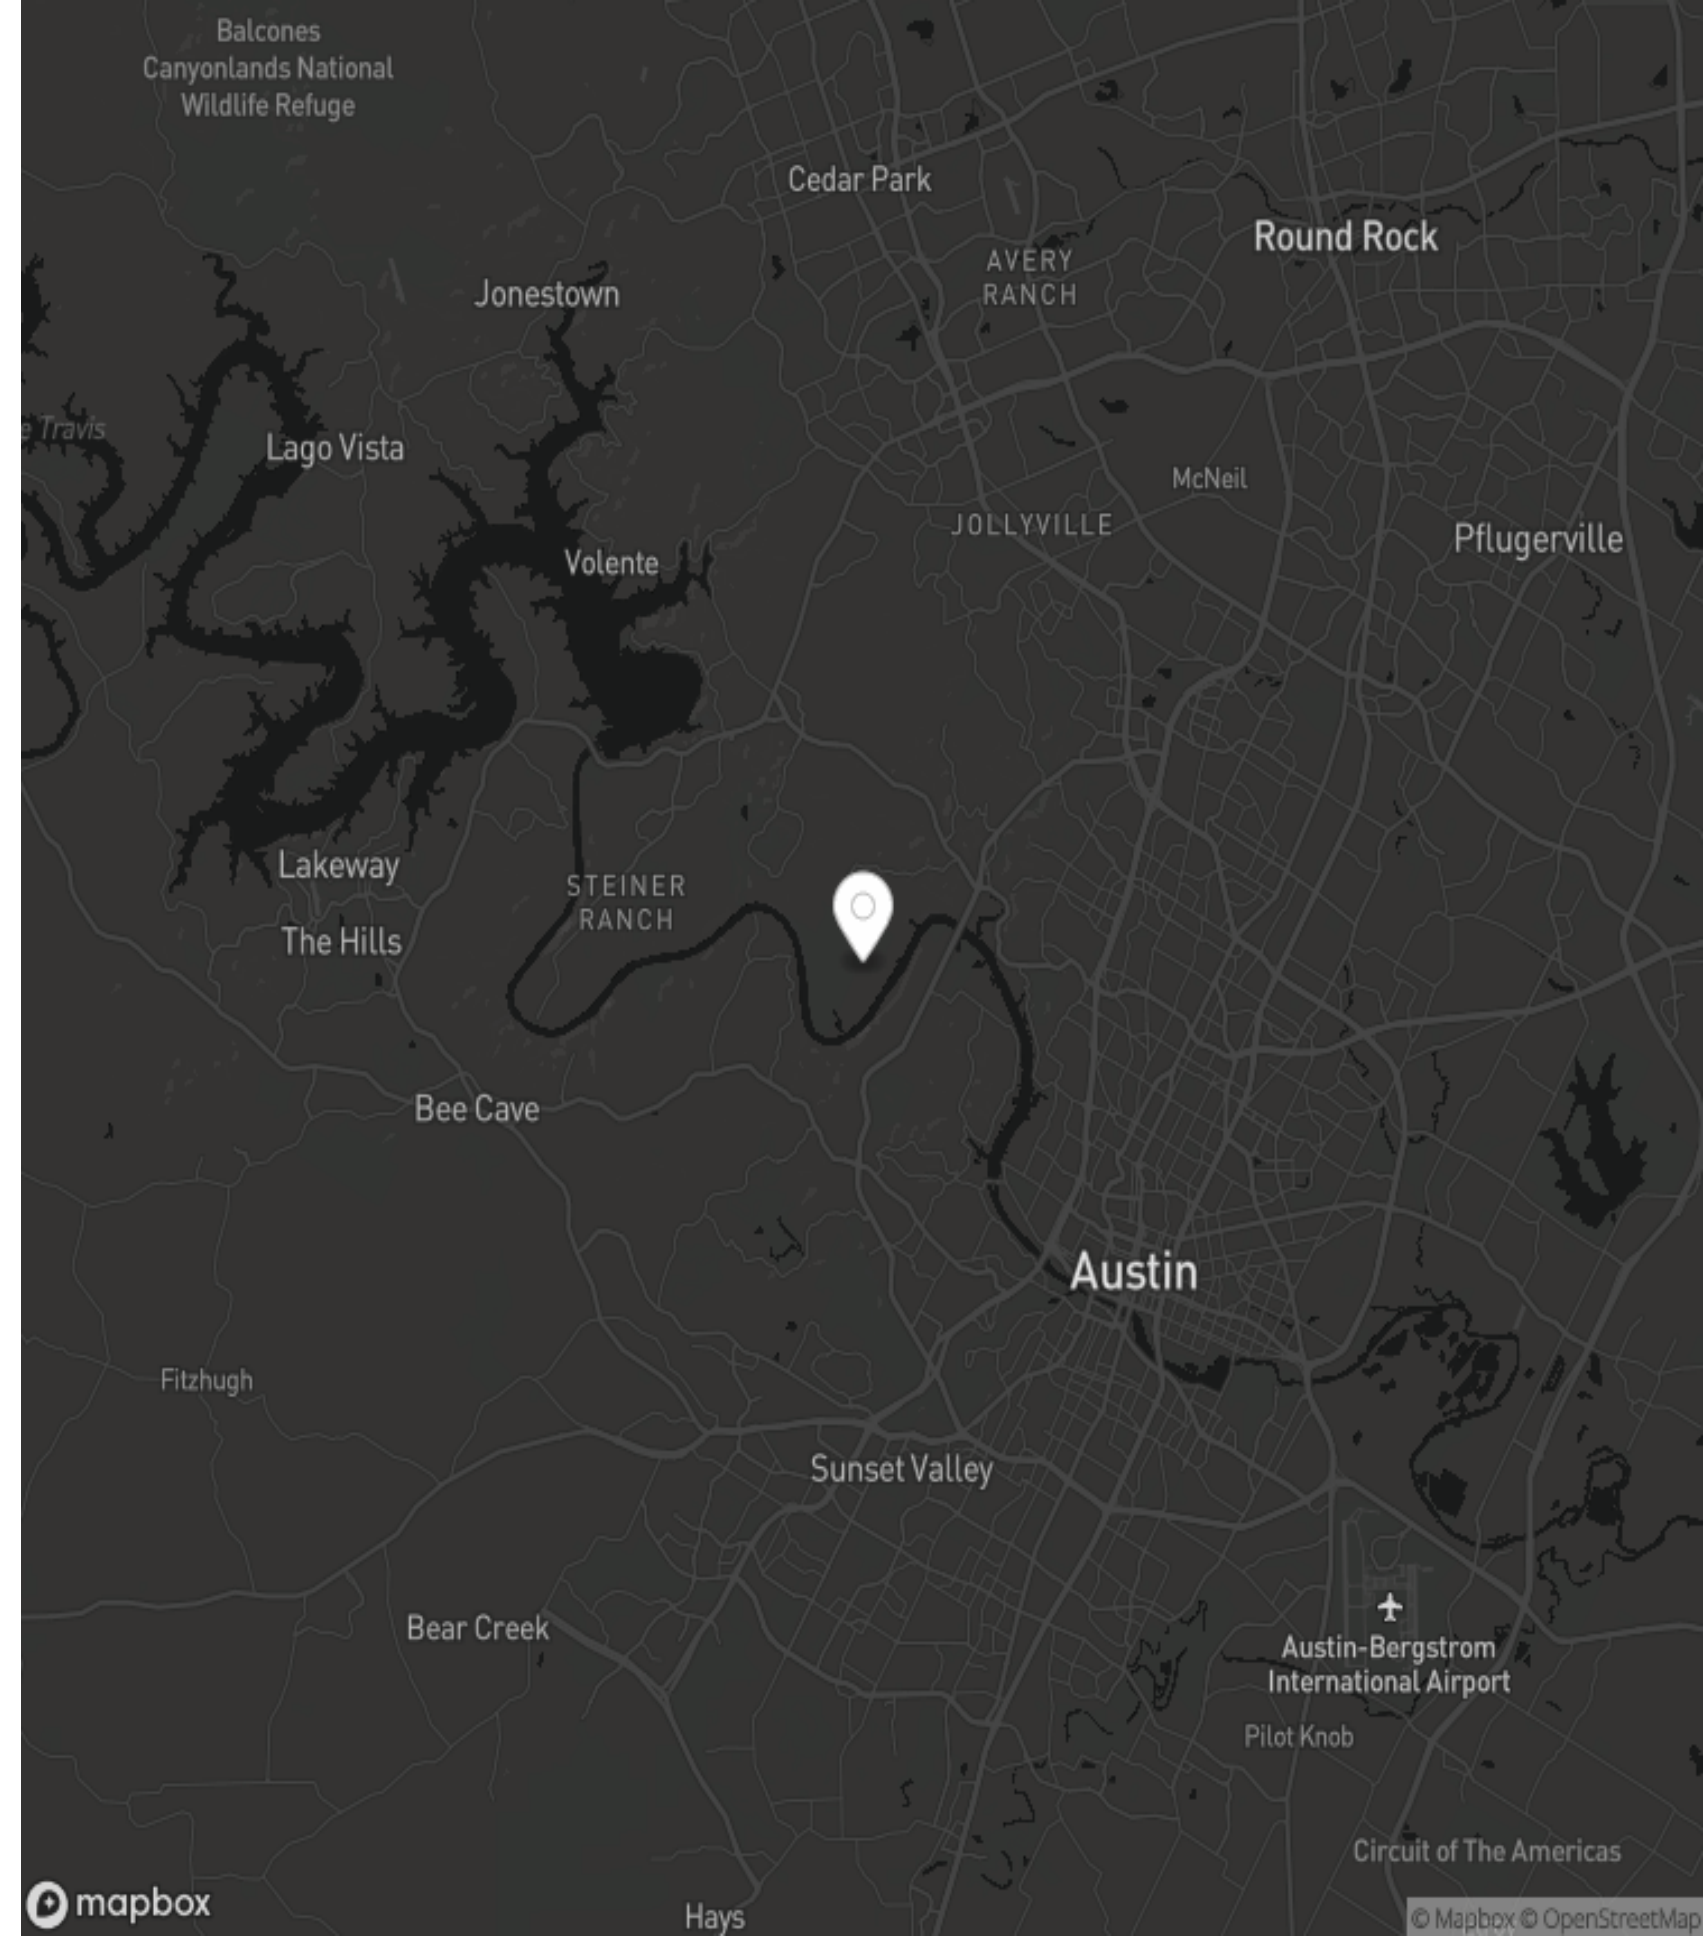 Balcones
Canyonlands National
Wildlife Refuge
Cedar Park
Round Rock
AVERY
RANCH
Jonestown
Travis
Lago Vista
McNeil
JOLLYVILLE
Pflugerville
Volente
Lakeway
STEINER
RANCH
The Hills
Bee Cave
Austin
Fitzhugh
Sunset Valley
Bear Creek
Austin-Bergstrom
International Airport
Pilot Knob
Circuit of The Americas
mapbox
Hays
© Mapbox © OpenStreetMap